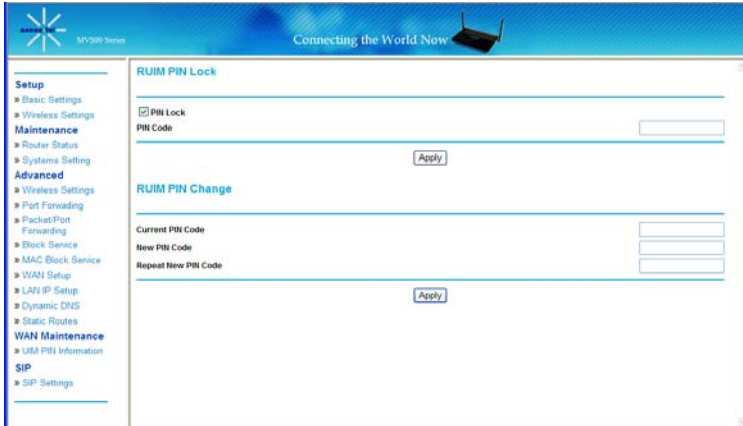 MV500 Series
Connecting the World Now
Setup
» Basic Settings
» Wireless Settings
Maintenance
» Router Status
» Systems Setting
Advanced
» Wireless Settings
» Port Forwading
» Packet/Port
Forwarding
» Block Service
» MAC Block Service
» WAN Setup
» LAN IP Setup
» Dynamic DNS
» Static Routes
WAN Maintenance
» UIM PIN Information
SIP
» SIP Settings
RUIM PIN Lock
PIN Lock
PIN Code
Apply
RUIM PIN Change
Current PIN Code
New PIN Code
Repeat New PIN Code
Apply